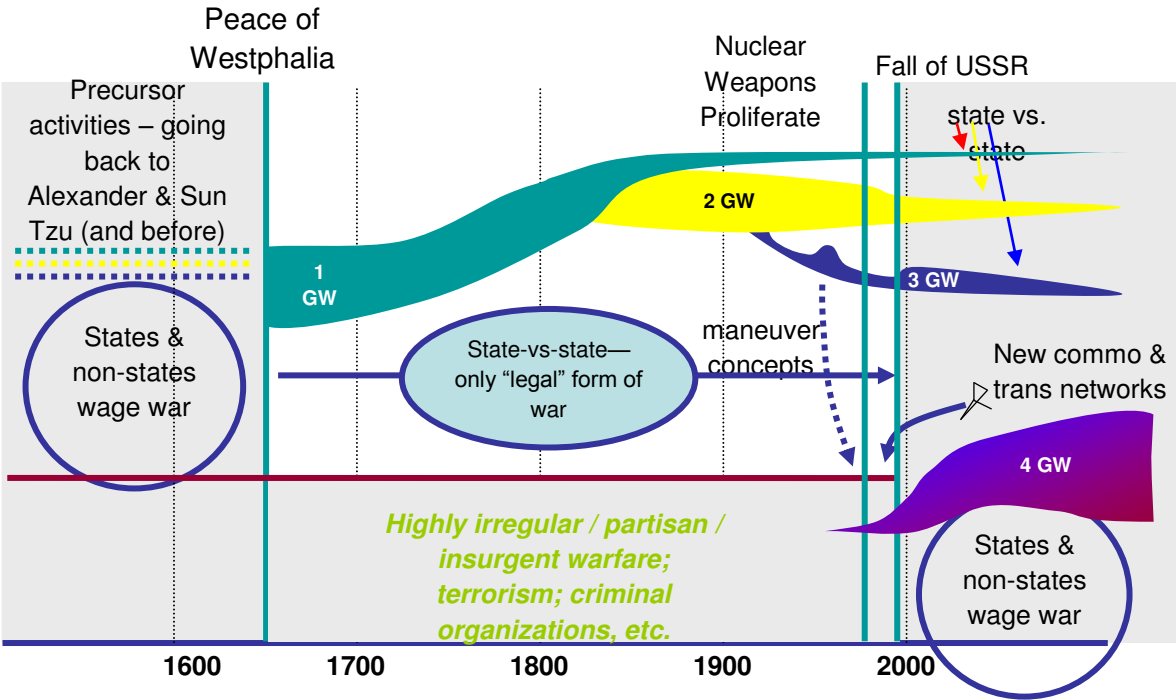 Peace of
Westphalia
Nuclear
Weapons
Proliferate
Fall of USSR
Precursor
activities – going
back to
Alexander & Sun
Tzu (and before)
state vs.
state
2 GW
1
GW
3 GW
States &
non-states
wage war
State-vs-state—
only “legal” form of
war
maneuver
concepts
New commo &
trans networks
4 GW
Highly irregular / partisan /
insurgent warfare;
terrorism; criminal
organizations, etc.
States &
non-states
wage war
1600
1700
1800
1900
2000